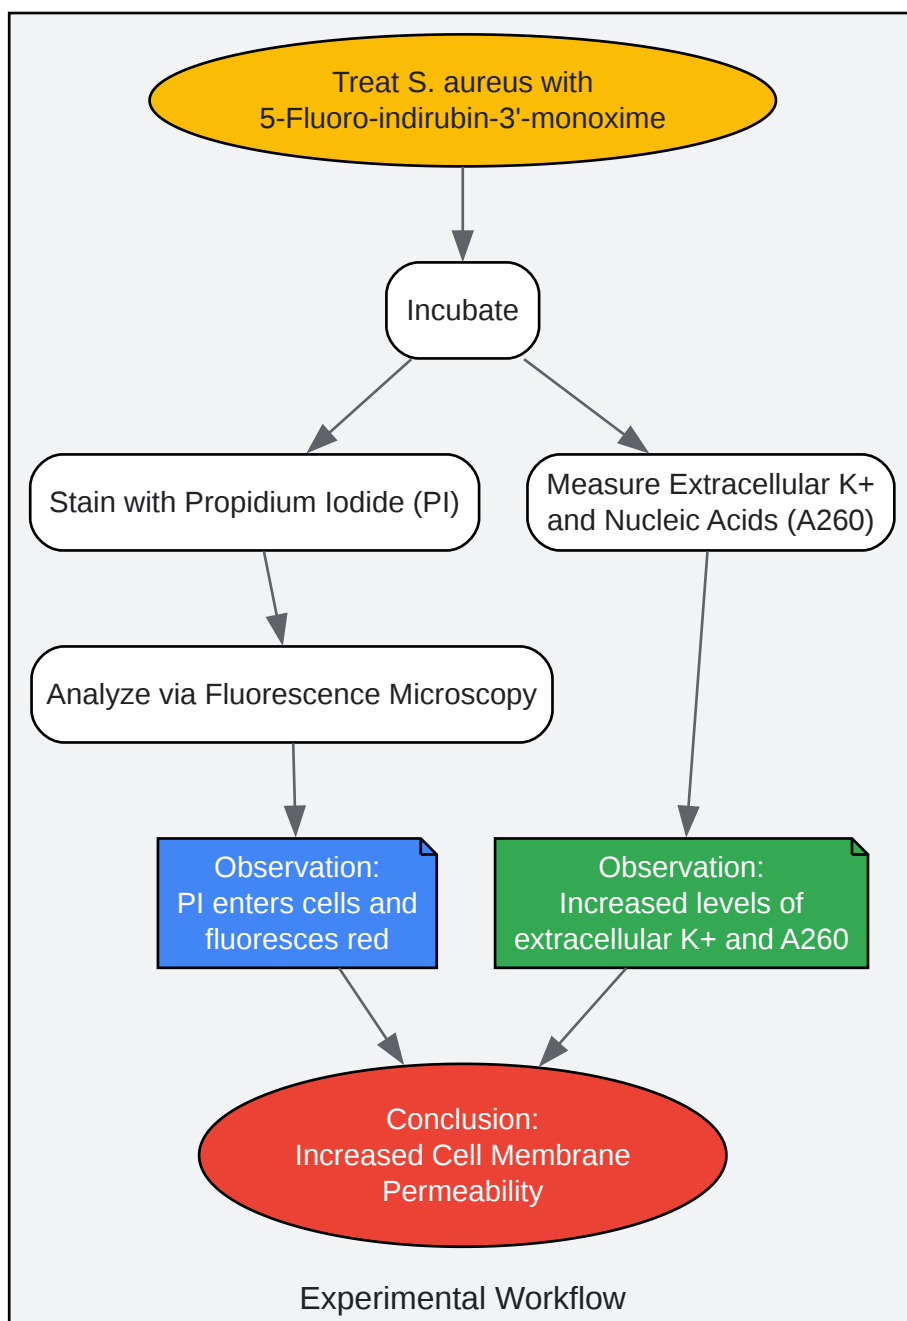 Treat S. aureus with
5-Fluoro-indirubin-3'-monoxime
Incubate
Stain with Propidium Iodide (PI)
Measure Extracellular K+
and Nucleic Acids (A260)
Analyze via Fluorescence Microscopy
Observation:
PI enters cells and
fluoresces red
Observation:
Increased levels of
extracellular K+ and A260
Conclusion:
Increased Cell Membrane
Permeability
Experimental Workflow